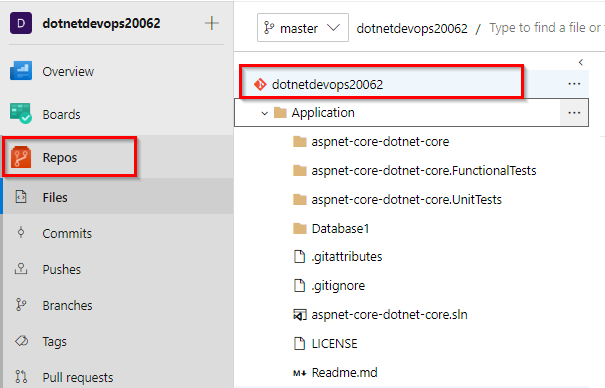 D dotnetdevops20062 +
Overview
Boards
Repos
Files
Commits
Pushes
Branches
Tags
Pull requests
master dotnetdevops20062 / Type to find a file or
dotnetdevops20062 ...
Application ...
aspnet-core-dotnet-core
aspnet-core-dotnet-core.FunctionalTests
aspnet-core-dotnet-core.UnitTests
Database1
.gitattributes
.gitignore
aspnet-core-dotnet-core.sln
LICENSE
M↓ Readme.md